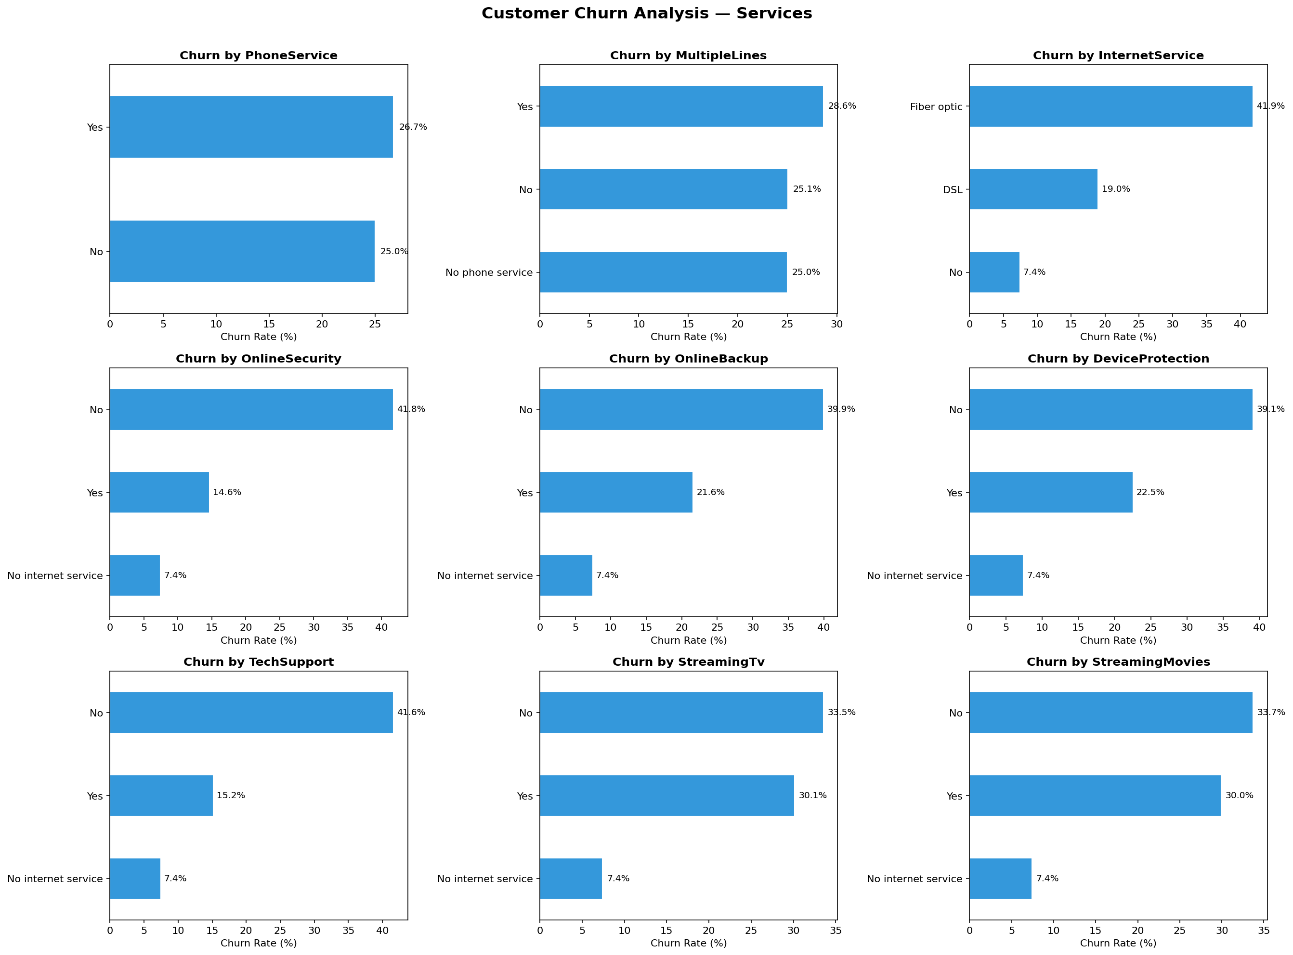 Customer Churn Analysis — Services
Churn by PhoneService
Yes
26.7%
No
25.0%
0 5 10 15 20 25
Churn Rate (%)
Churn by MultipleLines
Yes
28.6%
No
25.1%
No phone service
25.0%
0 5 10 15 20 25 30
Churn Rate (%)
Churn by InternetService
Fiber optic
41.9%
DSL
19.0%
No
7.4%
0 5 10 15 20 25 30 35 40
Churn Rate (%)
Churn by OnlineSecurity
No
41.8%
Yes
14.6%
No internet service
7.4%
0 5 10 15 20 25 30 35 40
Churn Rate (%)
Churn by OnlineBackup
No
39.9%
Yes
21.6%
No internet service
7.4%
0 5 10 15 20 25 30 35 40
Churn Rate (%)
Churn by DeviceProtection
No
39.1%
Yes
22.5%
No internet service
7.4%
0 5 10 15 20 25 30 35 40
Churn Rate (%)
Churn by TechSupport
No
41.6%
Yes
15.2%
No internet service
7.4%
0 5 10 15 20 25 30 35 40
Churn Rate (%)
Churn by StreamingTv
No
33.5%
Yes
30.1%
No internet service
7.4%
0 5 10 15 20 25 30 35
Churn Rate (%)
Churn by StreamingMovies
No
33.7%
Yes
30.0%
No internet service
7.4%
0 5 10 15 20 25 30 35
Churn Rate (%)